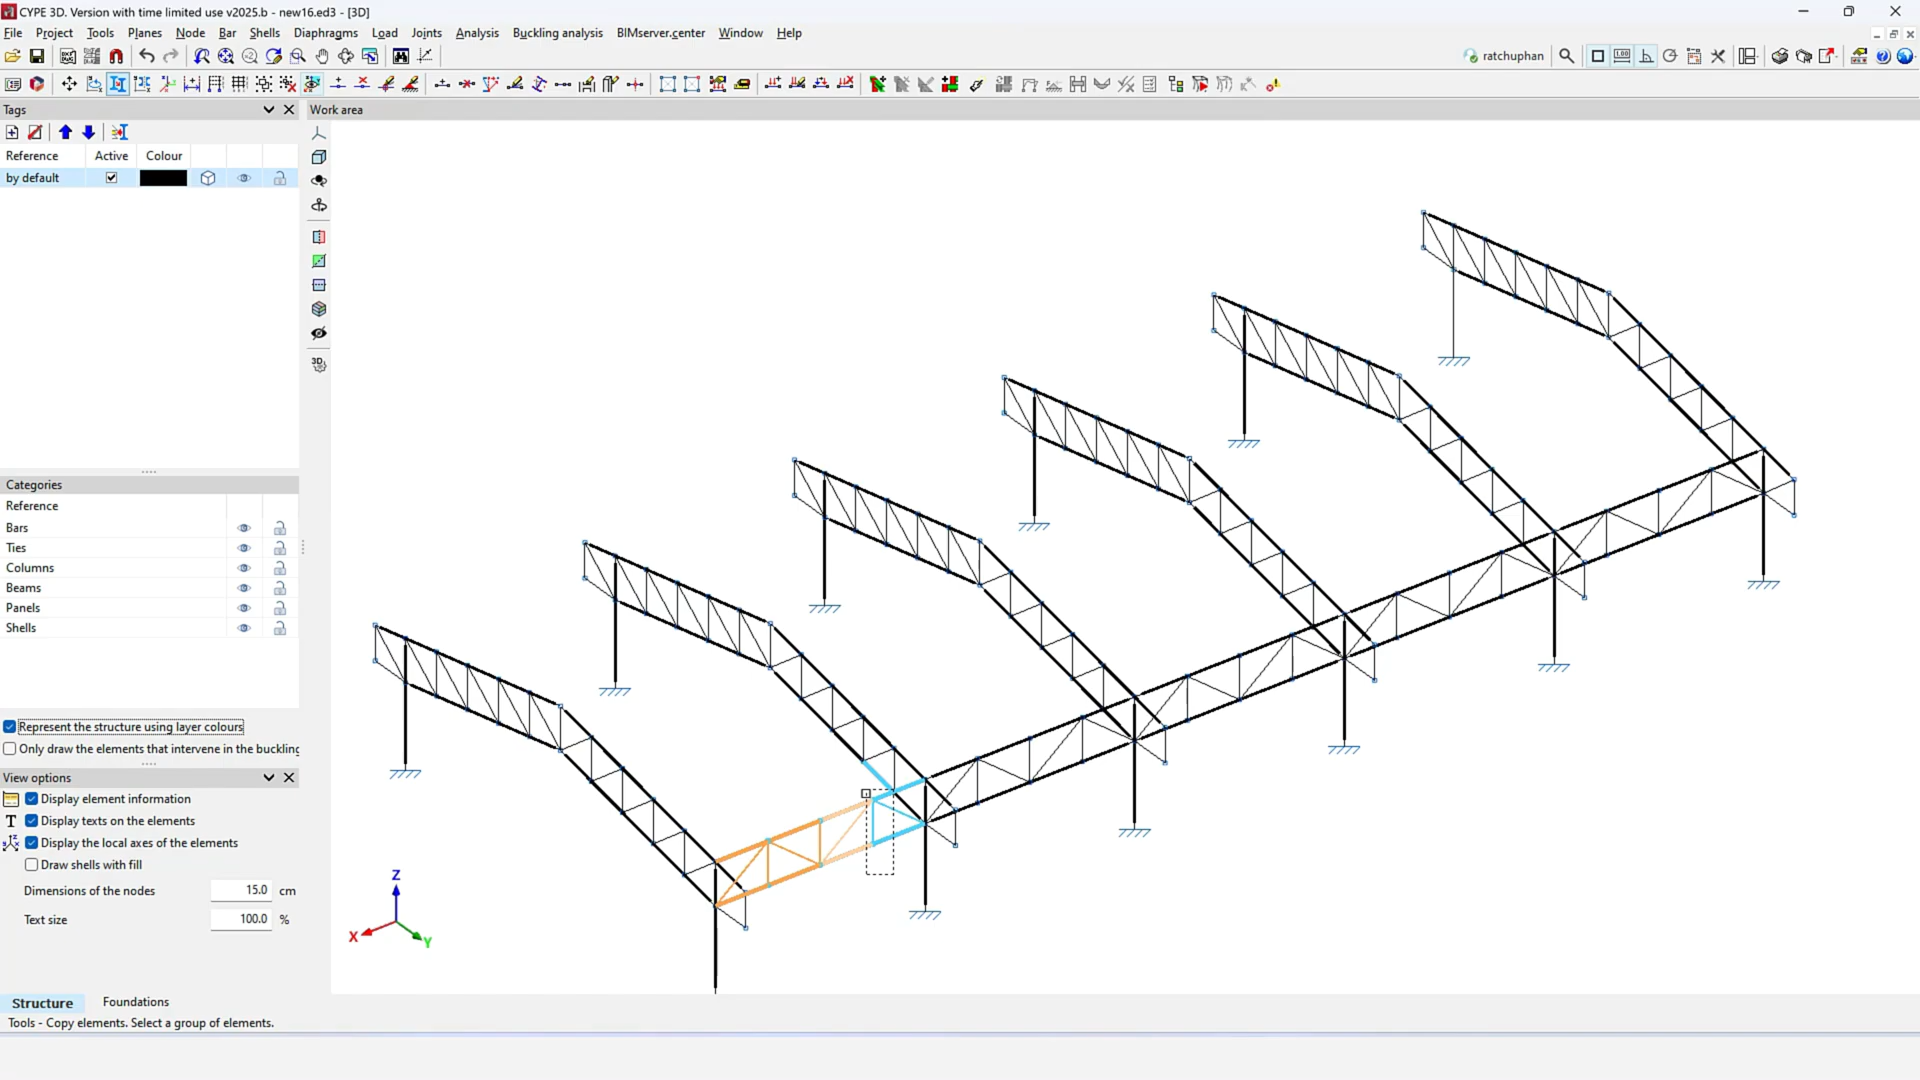 CYPE 3D. Version with time limited use v2025.b - new16.ed3 - [3D]
File Project Tools Planes Node Bar Shells Diaphragms Load Joints Analysis Buckling analysis BIMserver.center Window Help
ratchuphan
Tags
Work area
Reference Active Colour
by default
Categories
Reference
Bars
Ties
Columns
Beams
Panels
Shells
Represent the structure using layer colours
Only draw the elements that intervene in the buckling
View options
Display element information
T Display texts on the elements
Display the local axes of the elements
Draw shells with fill
Dimensions of the nodes 15.0 cm
Text size 100.0 %
Z
X
Y
3D
Structure Foundations
Tools - Copy elements. Select a group of elements.